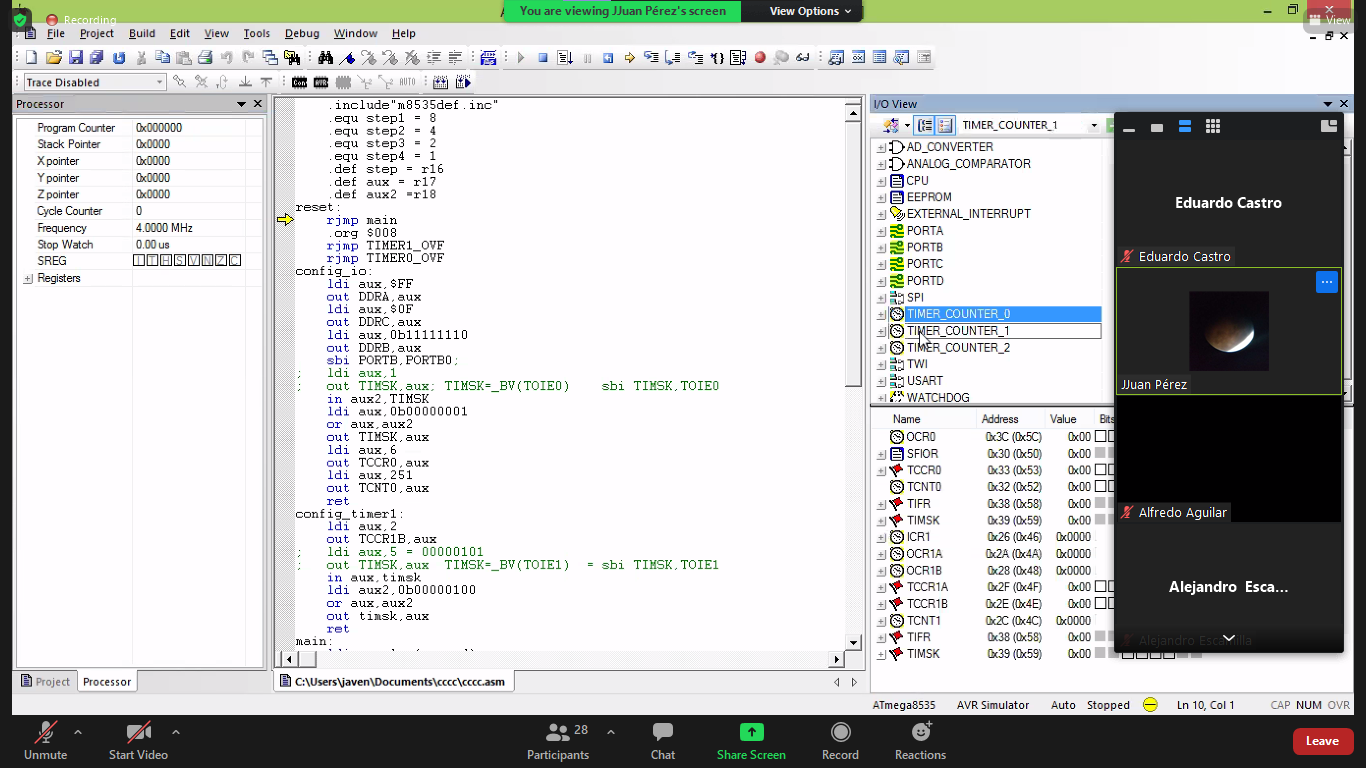 Recording
You are viewing JJuan Pérez's screen
View Options
View
File Project Build Edit View Tools Debug Window Help
Trace Disabled
AUTO
Processor
Program Counter 0x000000
Stack Pointer 0x0000
X pointer 0x0000
Y pointer 0x0000
Z pointer 0x0000
Cycle Counter 0
Frequency 4.0000 MHz
Stop Watch 0.00 us
SREG I T H S V N Z C
Registers
Project Processor
.include"m8535def.inc"
.equ step1 = 8
.equ step2 = 4
.equ step3 = 2
.equ step4 = 1
.def step = r16
.def aux = r17
.def aux2 =r18
reset:
rjmp main
.org $008
rjmp TIMER1_OVF
rjmp TIMER0_OVF
config_io:
ldi aux,$FF
out DDRA,aux
ldi aux,$0F
out DDRC,aux
ldi aux,0b11111110
out DDRB,aux
sbi PORTB,PORTB0;
; ldi aux,1
; out TIMSK,aux; TIMSK=_BV(TOIE0) sbi TIMSK,TOIE0
in aux2,TIMSK
ldi aux,0b00000001
or aux,aux2
out TIMSK,aux
ldi aux,6
out TCCR0,aux
ldi aux,251
out TCNT0,aux
ret
config_timer1:
ldi aux,2
out TCCR1B,aux
; ldi aux,5 = 00000101
; out TIMSK,aux TIMSK=_BV(TOIE1) = sbi TIMSK,TOIE1
in aux,timsk
ldi aux2,0b00000100
or aux,aux2
out timsk,aux
ret
main:
C:\Users\javen\Documents\cccc\cccc.asm
I/O View
TIMER_COUNTER_1
AD_CONVERTER
ANALOG_COMPARATOR
CPU
EEPROM
EXTERNAL_INTERRUPT
PORTA
PORTB
PORTC
PORTD
SPI
TIMER_COUNTER_0
TIMER_COUNTER_1
TIMER_COUNTER_2
TWI
USART
WATCHDOG
Name Address Value Bits
OCR0 0x3C (0x5C) 0x00
SFIOR 0x30 (0x50) 0x00
TCCR0 0x33 (0x53) 0x00
TCNT0 0x32 (0x52) 0x00
TIFR 0x38 (0x58) 0x00
TIMSK 0x39 (0x59) 0x00
ICR1 0x26 (0x46) 0x0000
OCR1A 0x2A (0x4A) 0x0000
OCR1B 0x28 (0x48) 0x0000
TCCR1A 0x2F (0x4F) 0x00
TCCR1B 0x2E (0x4E) 0x00
TCNT1 0x2C (0x4C) 0x0000
TIFR 0x38 (0x58) 0x00
TIMSK 0x39 (0x59) 0x00
Eduardo Castro
Eduardo Castro
JJuan Pérez
Alfredo Aguilar
Alejandro Esca...
Alejandro Escamilla
ATmega8535 AVR Simulator Auto Stopped Ln 10, Col 1 CAP NUM OVR
Unmute Start Video Participants 28 Chat Share Screen Record Reactions Leave